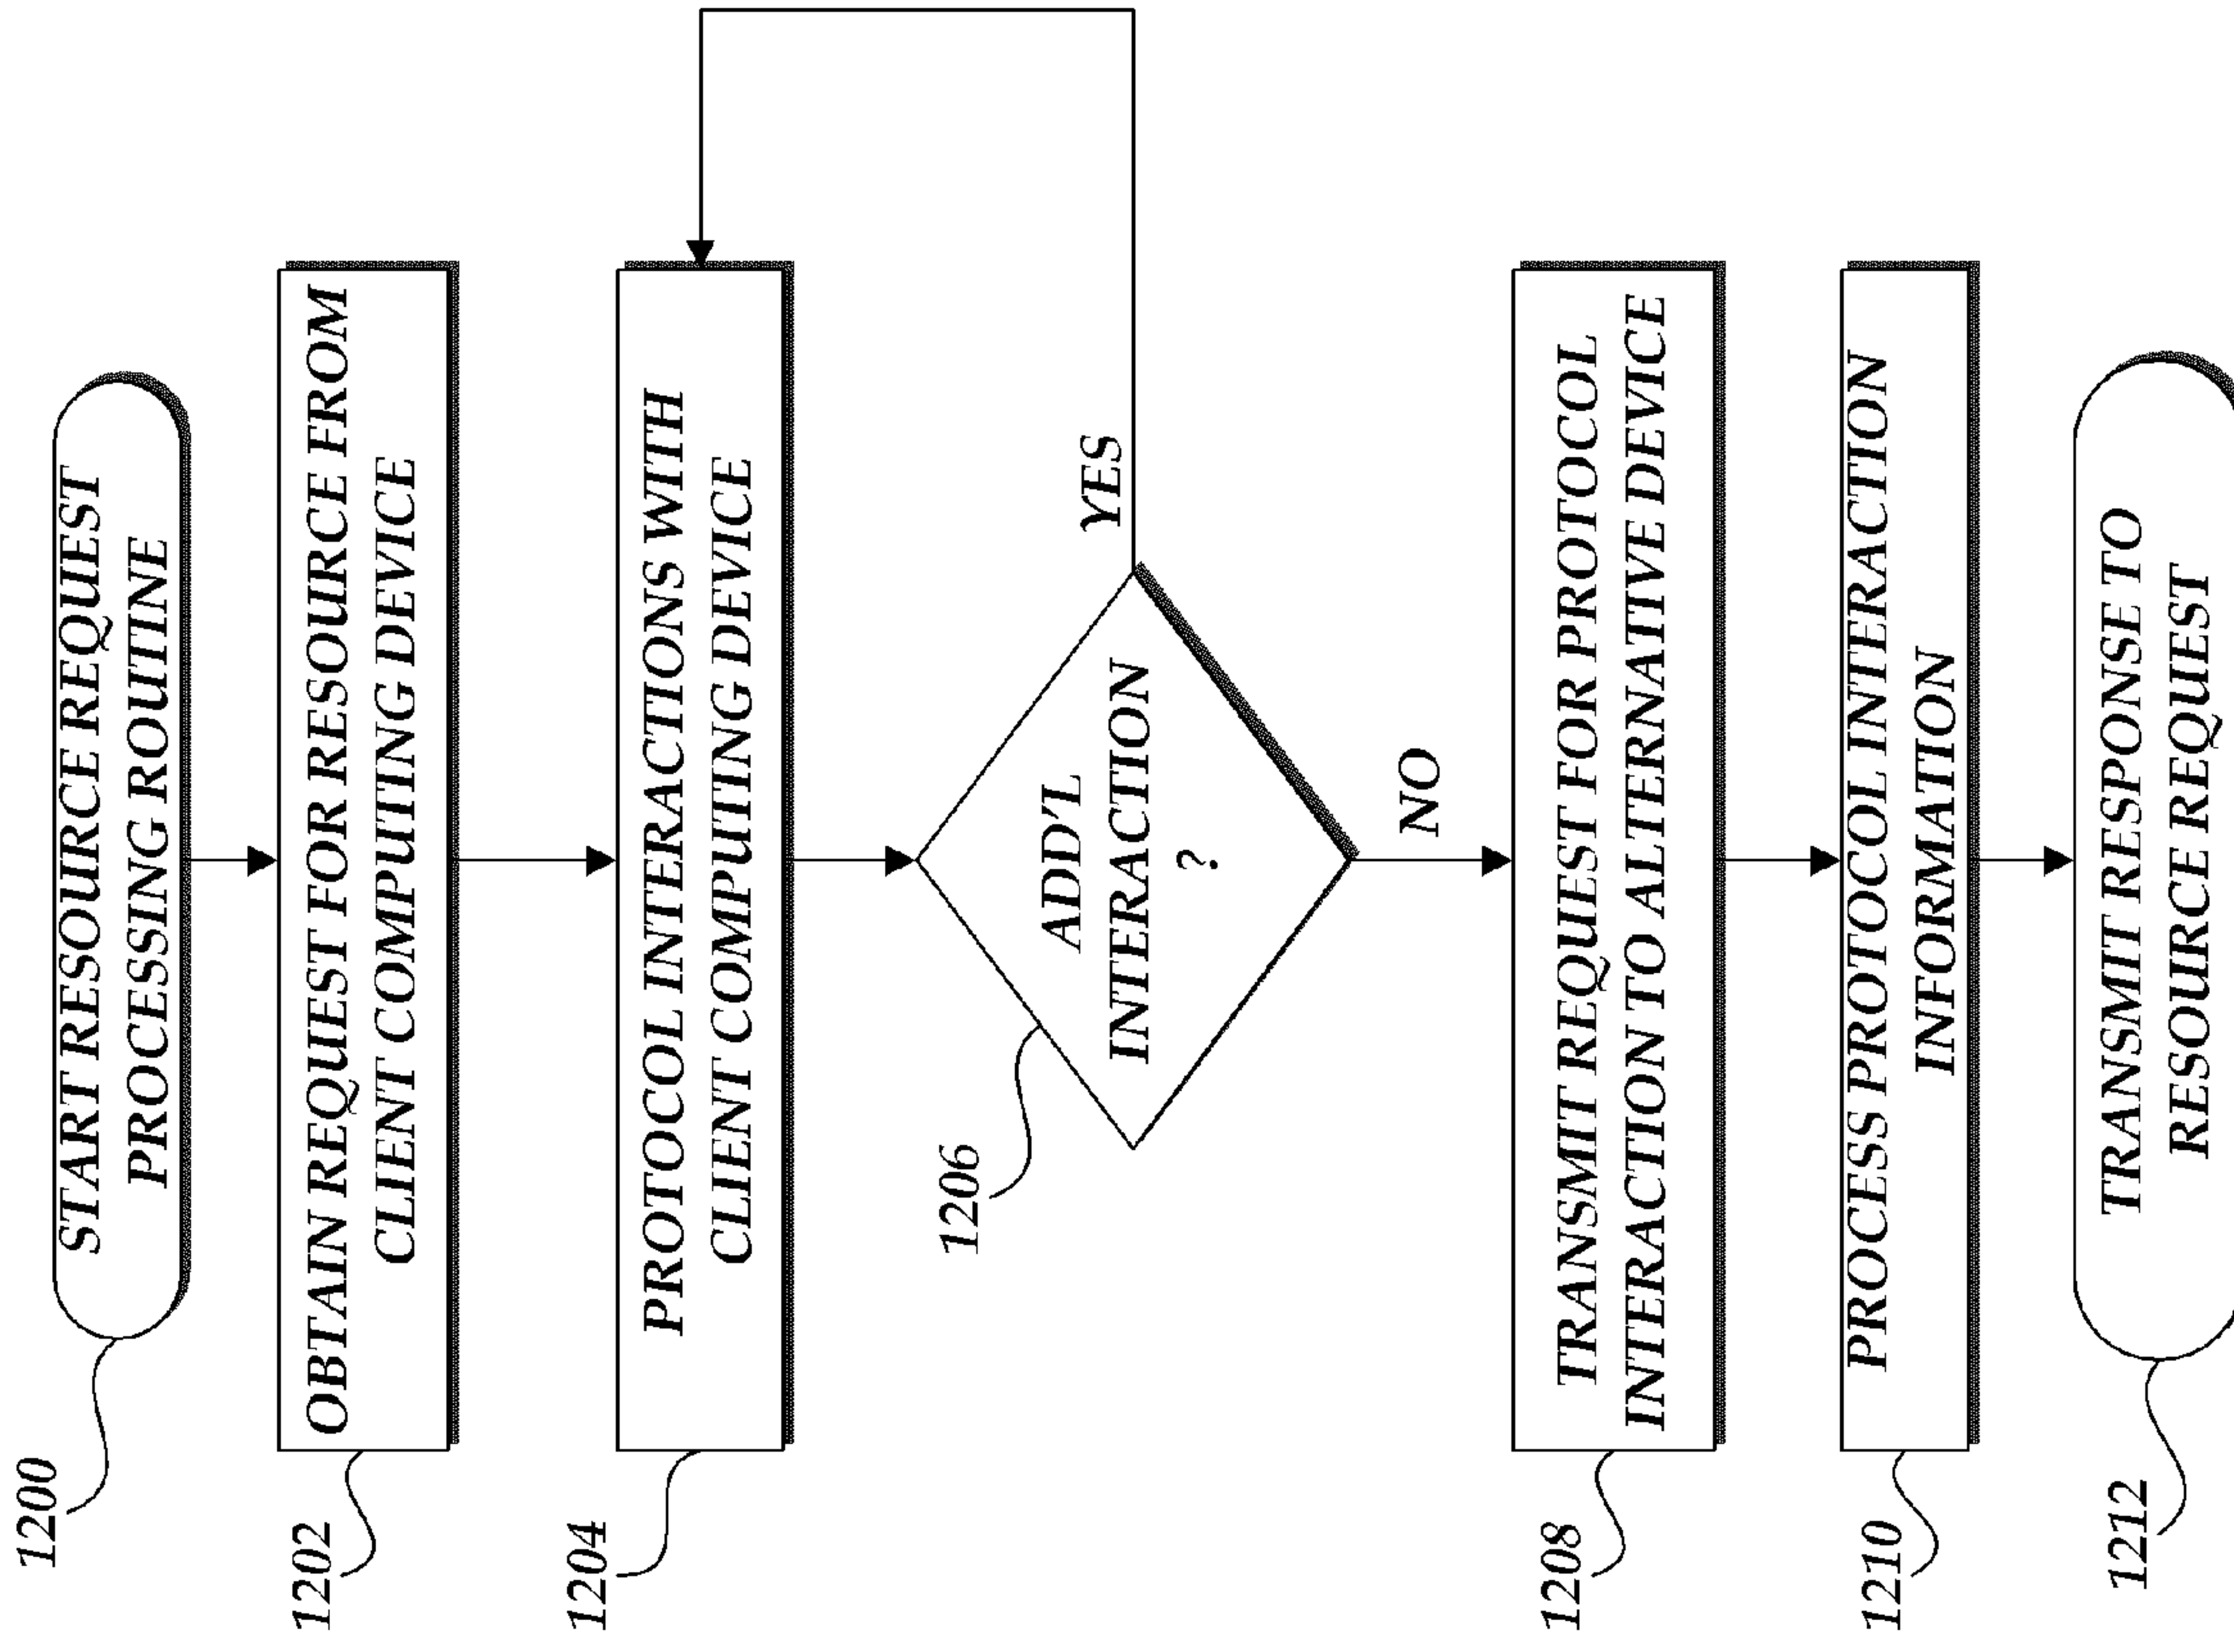 1200
START RESOURCE REQUEST
PROCESSING ROUTINE
1202
OBTAIN REQUEST FOR RESOURCE FROM
CLIENT COMPUTING DEVICE
1204
PROTOCOL INTERACTIONS WITH
CLIENT COMPUTING DEVICE
1206
ADD'L
INTERACTION
?
YES
NO
1208
TRANSMIT REQUEST FOR PROTOCOL
INTERACTION TO ALTERNATIVE DEVICE
1210
PROCESS PROTOCOL INTERACTION
INFORMATION
1212
TRANSMIT RESPONSE TO
RESOURCE REQUEST